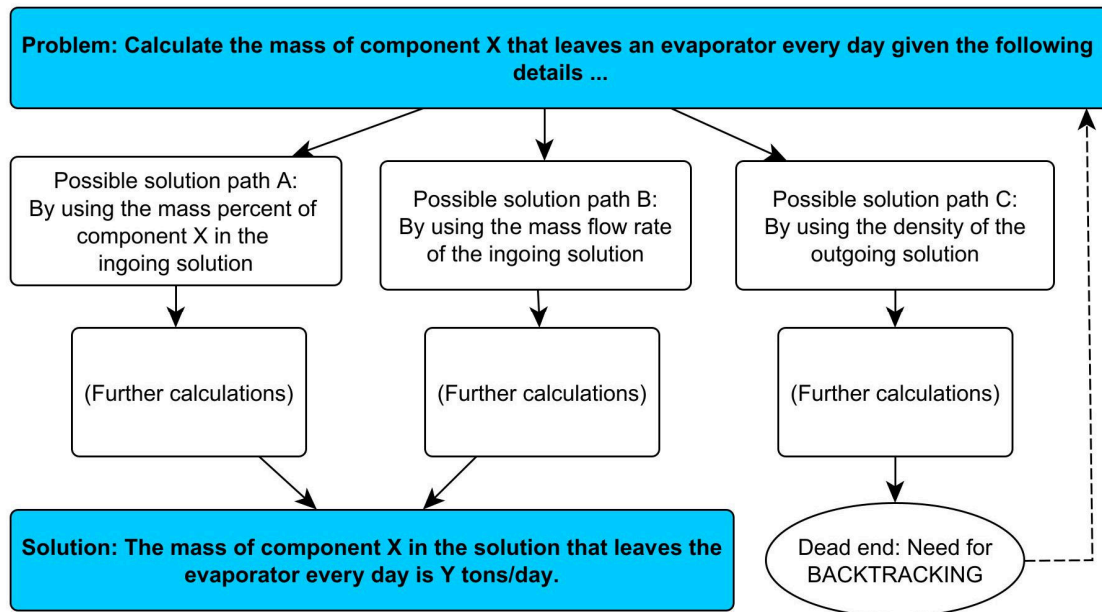 Problem: Calculate the mass of component X that leaves an evaporator every day given the following
details ...
Possible solution path A:
By using the mass percent of
component X in the
ingoing solution
Possible solution path B:
By using the mass flow rate
of the ingoing solution
Possible solution path C:
By using the density of the
outgoing solution
(Further calculations)
(Further calculations)
(Further calculations)
Solution: The mass of component X in the solution that leaves the
evaporator every day is Y tons/day.
Dead end: Need for
BACKTRACKING